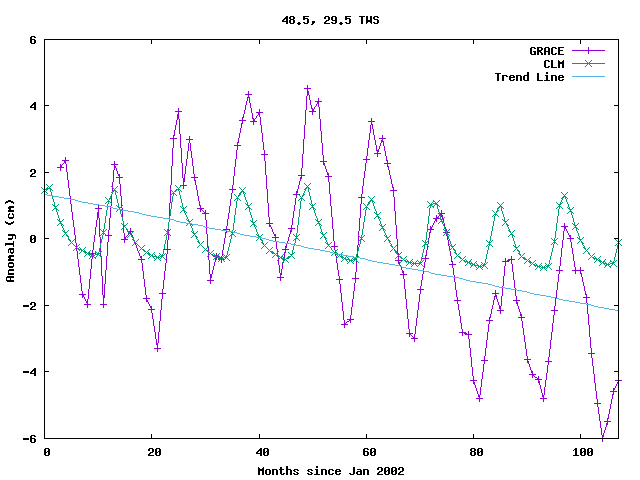 48.5, 29.5 TWS
GRACE
CLM
Trend Line
Anomaly (cm)
6
4
2
0
-2
-4
-6
0 20 40 60 80 100
Months since Jan 2002